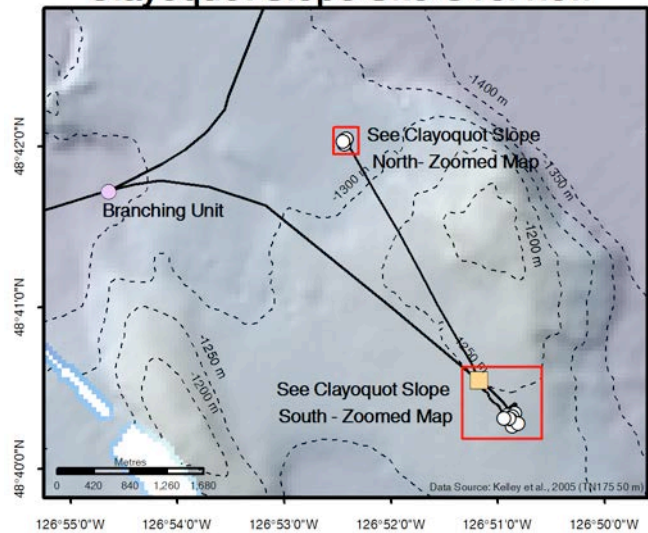 -1400 m
-1350 m
See Clayoquot Slope
North- Zoomed Map
-1300 m
-1200 m
Branching Unit
-1250 m
-1250 m
-1200 m
See Clayoquot Slope
South - Zoomed Map
Metres
0 420 840 1,260 1,680
Data Source: Kelley et al., 2005 (TN175 50 m)
48°42'0"N
48°41'0"N
48°40'0"N
126°55'0"W 126°54'0"W 126°53'0"W 126°52'0"W 126°51'0"W 126°50'0"W